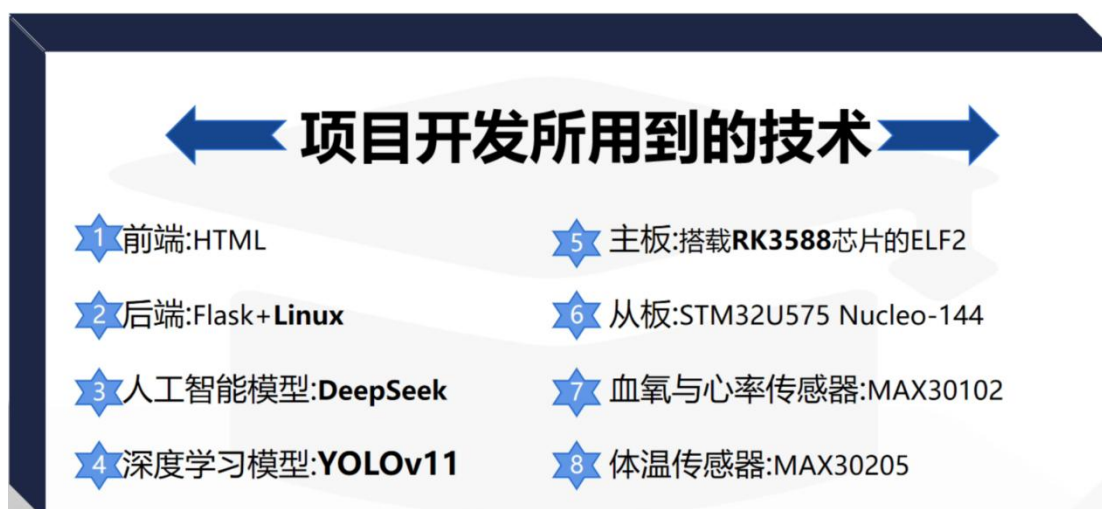 项目开发所用到的技术
1 前端:HTML
2 后端:Flask+Linux
3 人工智能模型:DeepSeek
4 深度学习模型:YOLOv11
5 主板:搭载RK3588芯片的ELF2
6 从板:STM32U575 Nucleo-144
7 血氧与心率传感器:MAX30102
8 体温传感器:MAX30205